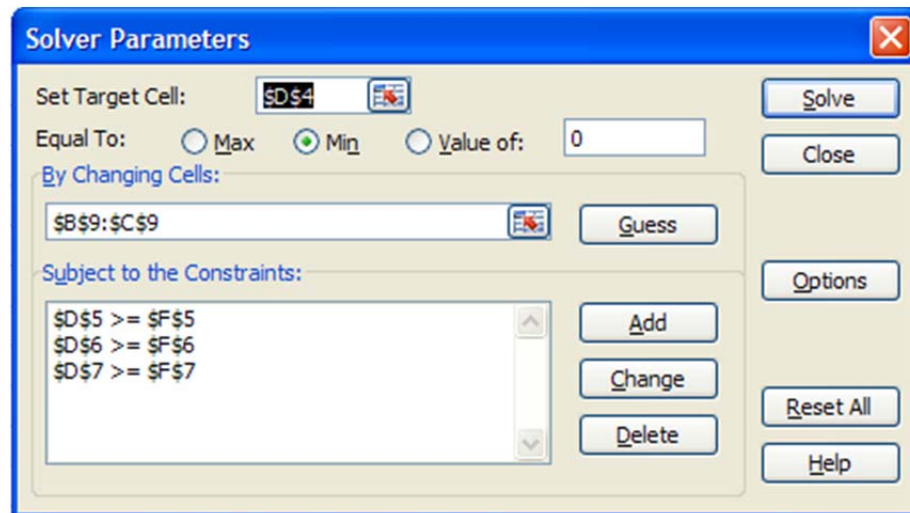 Solver Parameters
Set Target Cell: $D$4
Equal To: Max Min Value of: 0
By Changing Cells:
$B$9:$C$9
Guess
Subject to the Constraints:
$D$5 >= $F$5
$D$6 >= $F$6
$D$7 >= $F$7
Add
Change
Delete
Solve
Close
Options
Reset All
Help